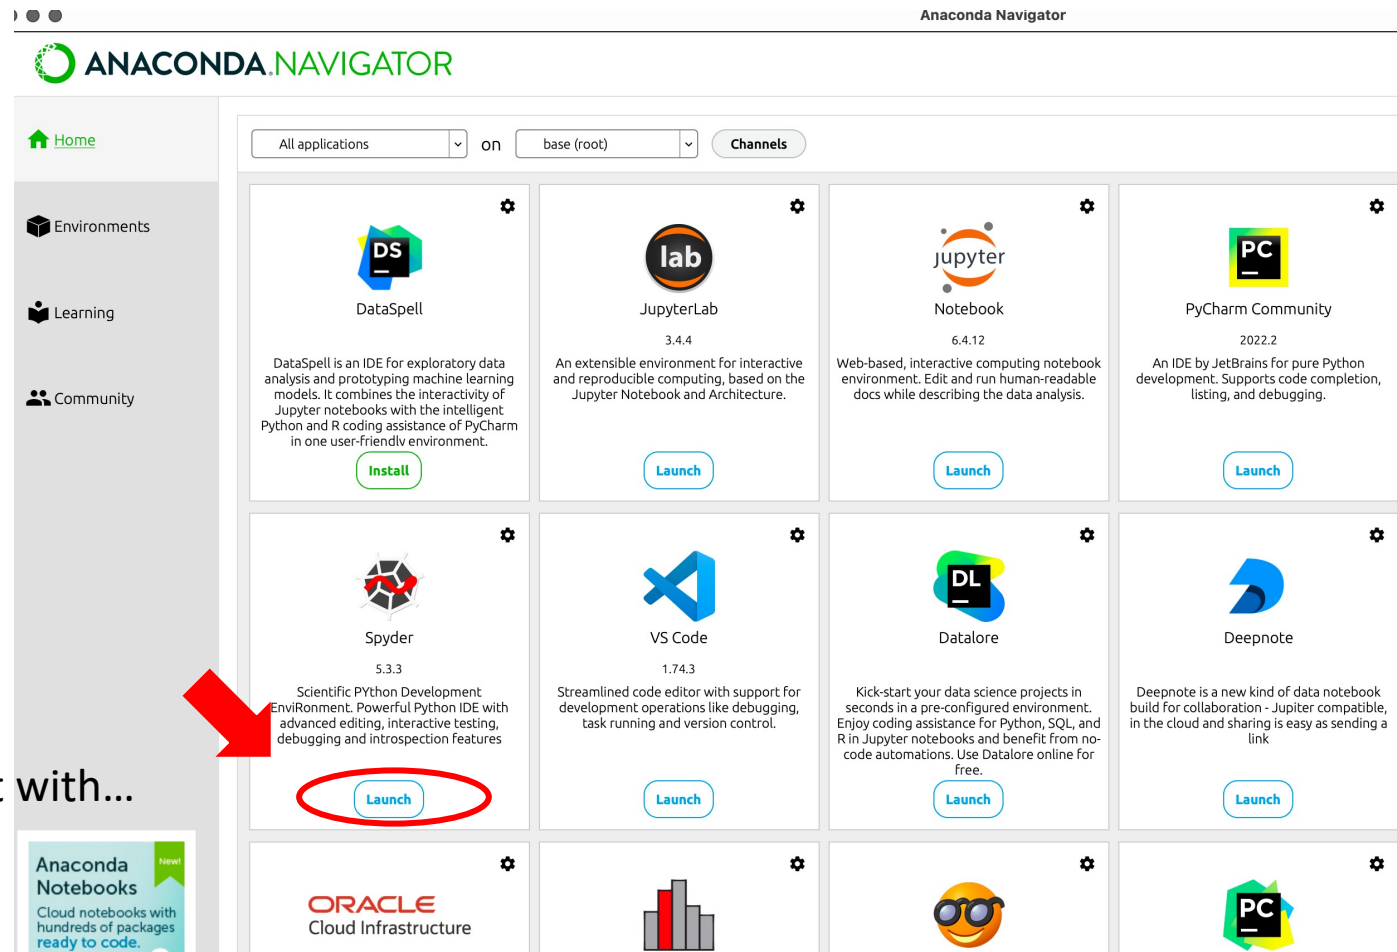 Anaconda Navigator
ANACONDA.NAVIGATOR
Home
Environments
Learning
Community
All applications
on
base (root)
Channels
DS
DataSpell
DataSpell is an IDE for exploratory data
analysis and prototyping machine learning
models. It combines the interactivity of
Jupyter notebooks with the intelligent
Python and R coding assistance of PyCharm
in one user-friendly environment.
Install
lab
JupyterLab
3.4.4
An extensible environment for interactive
and reproducible computing, based on the
Jupyter Notebook and Architecture.
Launch
jupyter
Notebook
6.4.12
Web-based, interactive computing notebook
environment. Edit and run human-readable
docs while describing the data analysis.
Launch
PC
PyCharm Community
2022.2
An IDE by JetBrains for pure Python
development. Supports code completion,
listing, and debugging.
Launch
Spyder
5.3.3
Scientific PYthon Development
EnviRonment. Powerful Python IDE with
advanced editing, interactive testing,
debugging and introspection features
Launch
VS Code
1.74.3
Streamlined code editor with support for
development operations like debugging,
task running and version control.
Launch
DL
Datalore
Kick-start your data science projects in
seconds in a pre-configured environment.
Enjoy coding assistance for Python, SQL, and
R in Jupyter notebooks and benefit from no-
code automations. Use Datalore online for
free.
Launch
Deepnote
Deepnote is a new kind of data notebook
build for collaboration - Jupiter compatible,
in the cloud and sharing is easy as sending a
link
Launch
with...
Anaconda
Notebooks
New!
Cloud notebooks with
hundreds of packages
ready to code.
ORACLE
Cloud Infrastructure
PC